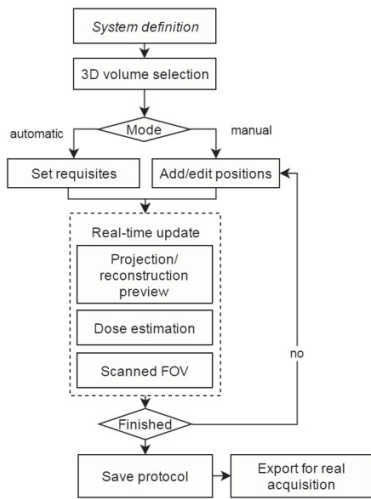 System definition
3D volume selection
Mode
automatic
manual
Set requisites
Add/edit positions
Real-time update
Projection/
reconstruction
preview
Dose estimation
Scanned FOV
no
Finished
Save protocol
Export for real
acquisition